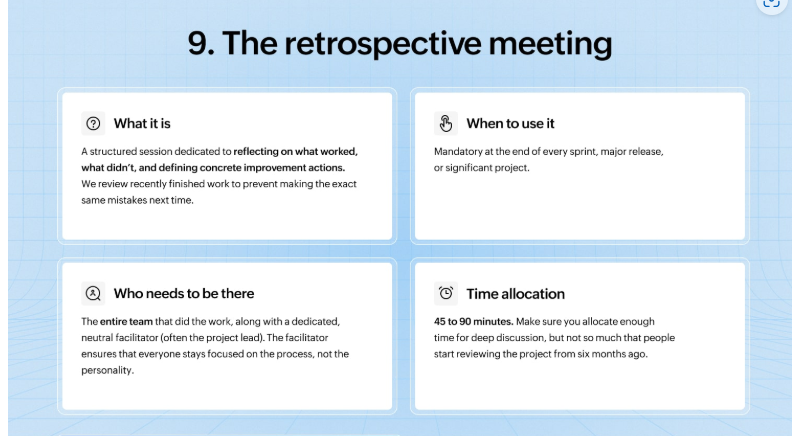 9. The retrospective meeting
What it is
A structured session dedicated to reflecting on what worked,
what didn't, and defining concrete improvement actions.
We review recently finished work to prevent making the exact
same mistakes next time.
When to use it
Mandatory at the end of every sprint, major release,
or significant project.
Who needs to be there
The entire team that did the work, along with a dedicated,
neutral facilitator (often the project lead). The facilitator
ensures that everyone stays focused on the process, not the
personality.
Time allocation
45 to 90 minutes. Make sure you allocate enough
time for deep discussion, but not so much that people
start reviewing the project from six months ago.